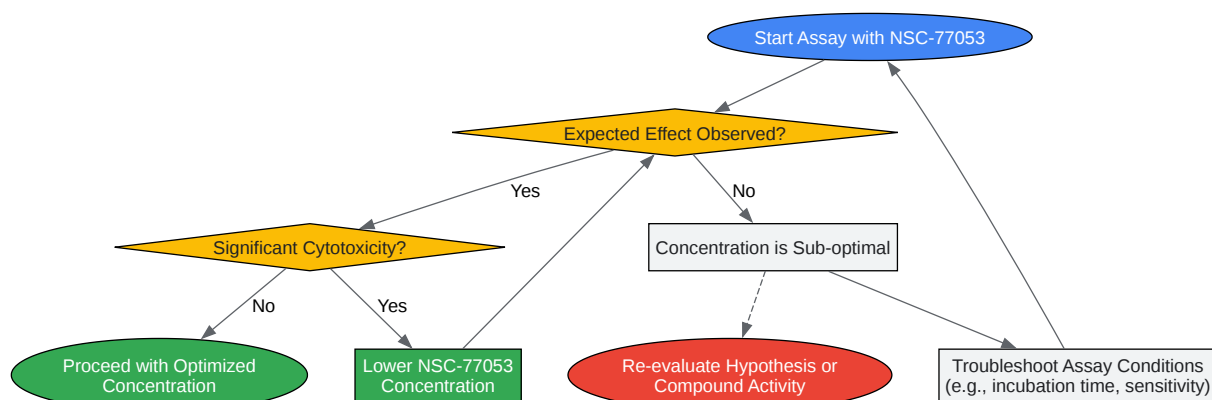 Start Assay with NSC-77053
Expected Effect Observed?
Yes
No
Significant Cytotoxicity?
Concentration is Sub-optimal
No
Yes
Proceed with Optimized
Concentration
Lower NSC-77053
Concentration
Re-evaluate Hypothesis or
Compound Activity
Troubleshoot Assay Conditions
(e.g., incubation time, sensitivity)